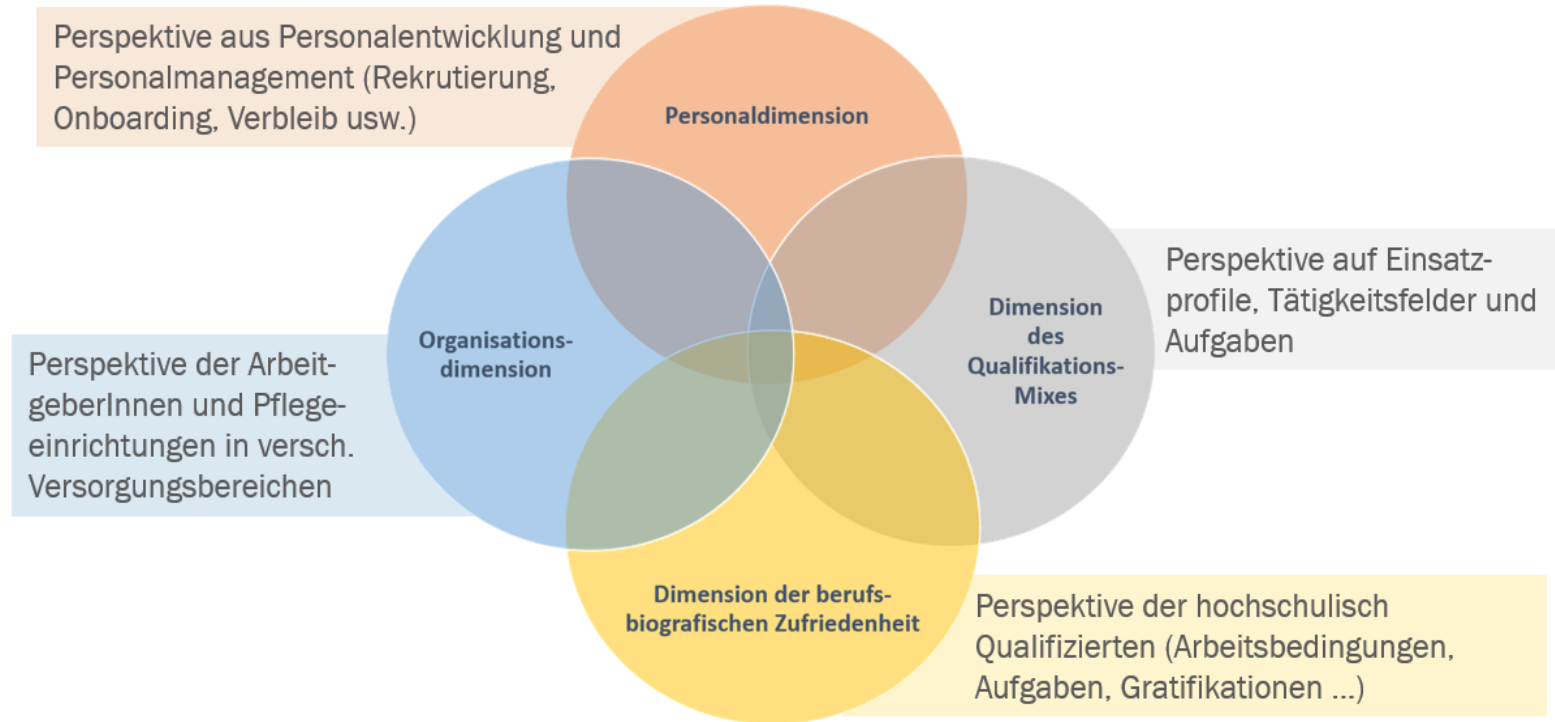 Perspektive aus Personalentwicklung und
Personalmanagement (Rekrutierung,
Onboarding, Verbleib usw.)
Personaldimension
Perspektive auf Einsatz-
profile, Tätigkeitsfelder und
Aufgaben
Dimension
des
Qualifikations-
Mixes
Organisations-
dimension
Perspektive der Arbeit-
geberInnen und Pflege-
einrichtungen in versch.
Versorgungsbereichen
Dimension der berufs-
biografischen Zufriedenheit
Perspektive der hochschulisch
Qualifizierten (Arbeitsbedingungen,
Aufgaben, Gratifikationen ...)